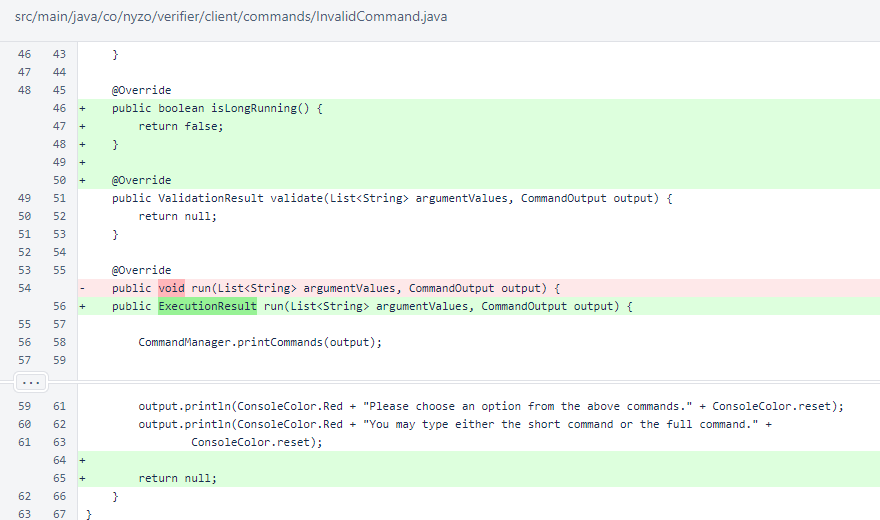 src/main/java/co/nyzo/verifier/client/commands/InvalidCommand.java
46 43     }
47 44
48 45     @Override
46 +     public boolean isLongRunning() {
47 +         return false;
48 +     }
49 +
50 +     @Override
49 51     public ValidationResult validate(List<String> argumentValues, CommandOutput output) {
50 52         return null;
51 53     }
52 54
53 55     @Override
54 -     public void run(List<String> argumentValues, CommandOutput output) {
56 +     public ExecutionResult run(List<String> argumentValues, CommandOutput output) {
55 57
56 58         CommandManager.printCommands(output);
57 59
...
59 61         output.println(ConsoleColor.Red + "Please choose an option from the above commands." + ConsoleColor.reset);
60 62         output.println(ConsoleColor.Red + "You may type either the short command or the full command." +
61 63                 ConsoleColor.reset);
64 +
65 +         return null;
62 66     }
63 67 }